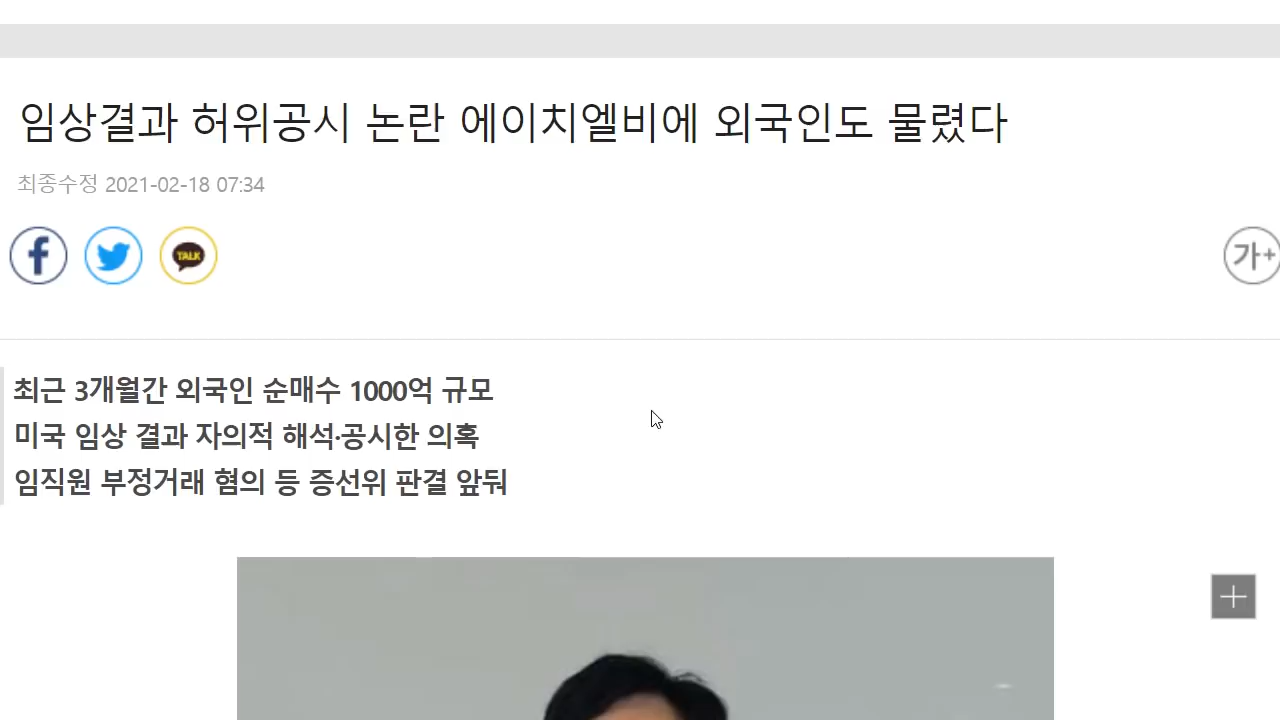 임상결과 허위공시 논란 에이치엘비에 외국인도 물렸다
최종수정 2021-02-18 07:34
TALK
가+
최근 3개월간 외국인 순매수 1000억 규모
미국 임상 결과 자의적 해석·공시한 의혹
임직원 부정거래 혐의 등 증선위 판결 앞둬